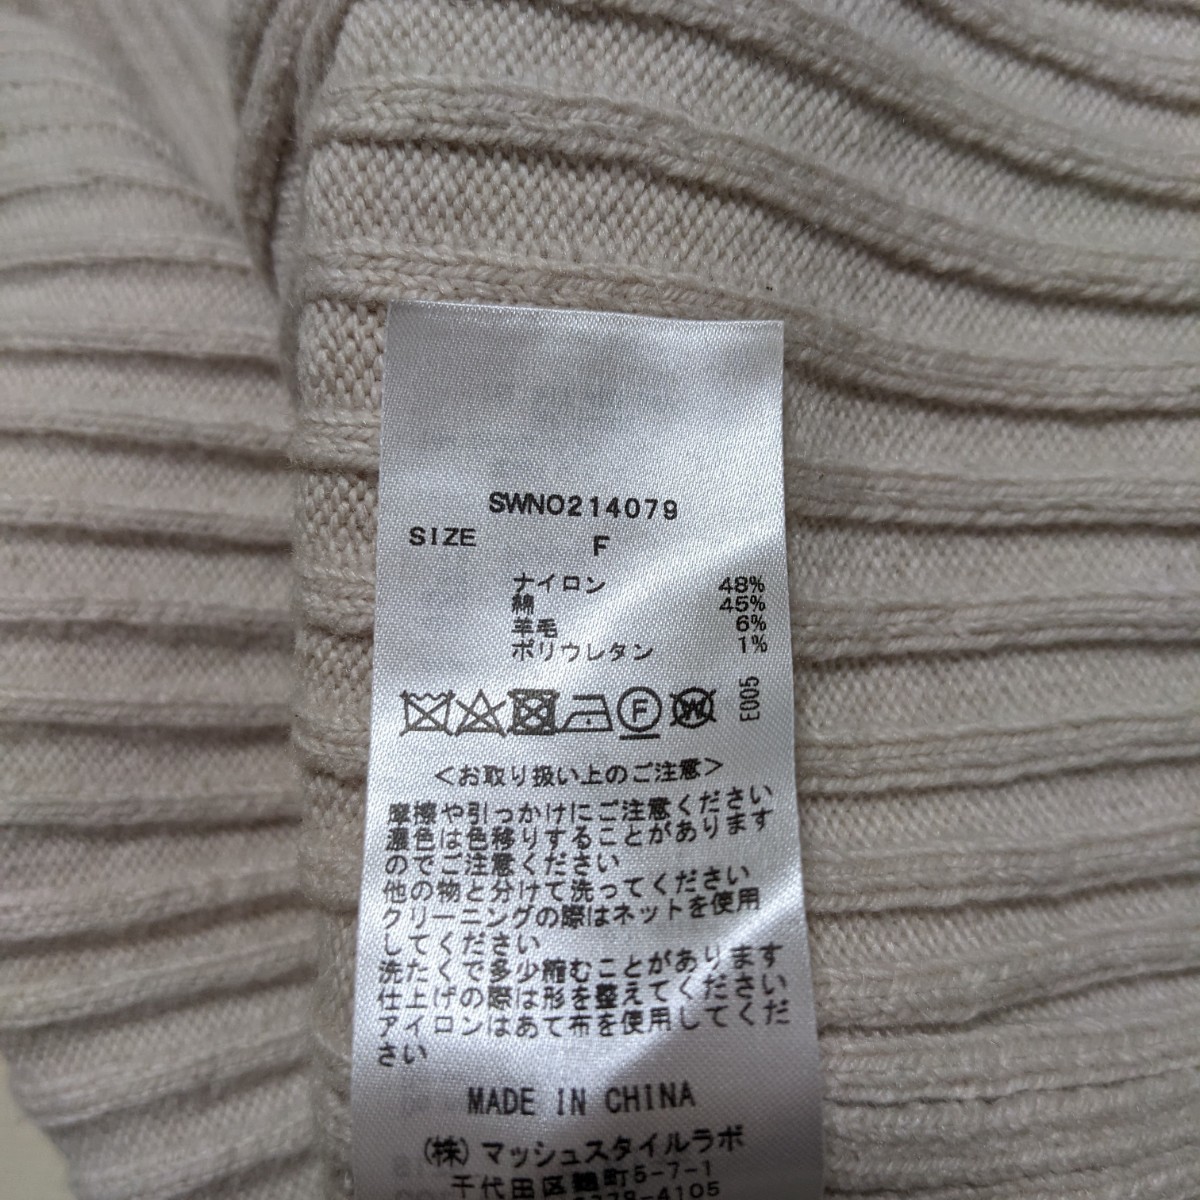 SWNO214079
SIZE F
ナイロン 48%
綿 45%
羊毛 6%
ポリウレタン 1%
F W E005
<お取り扱い上のご注意>
摩擦や引っかけにご注意ください
濃色は色移りすることがあります
のでご注意ください
他の物と分けて洗ってください
クリーニングの際はネットを使用
してください
洗たくで多少縮むことがあります
仕上げの際は形を整えてください
アイロンはあて布を使用してくだ
さい
MADE IN CHINA
(株)マッシュスタイルラボ
千代田区麹町5-7-1
4105